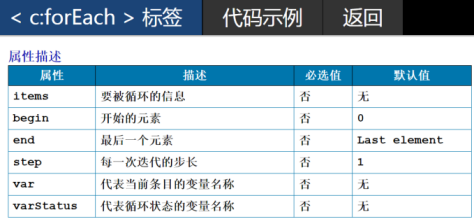 < c:forEach > 标签 代码示例 返回
属性描述
属性 描述 必选值 默认值
items 要被循环的信息 否 无
begin 开始的元素 否 0
end 最后一个元素 否 Last element
step 每一次迭代的步长 否 1
var 代表当前条目的变量名称 否 无
varStatus 代表循环状态的变量名称 否 无